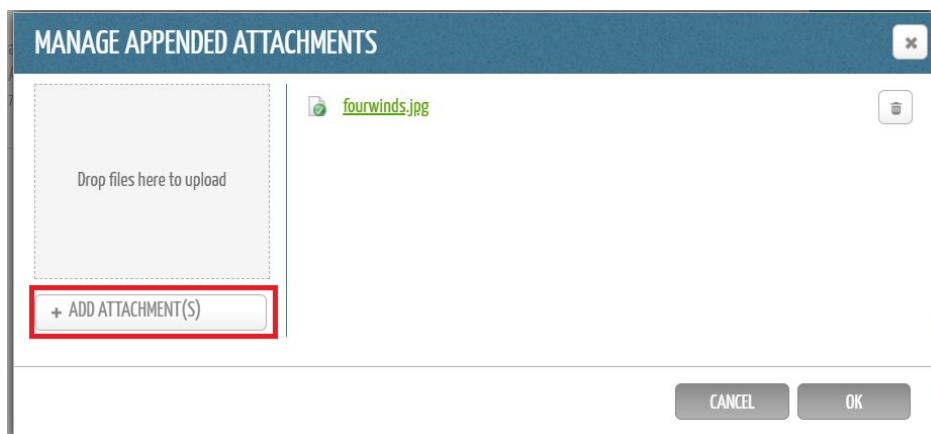 MANAGE APPENDED ATTACHMENTS
Drop files here to upload
fourwinds.jpg
+ ADD ATTACHMENT(S)
CANCEL
OK